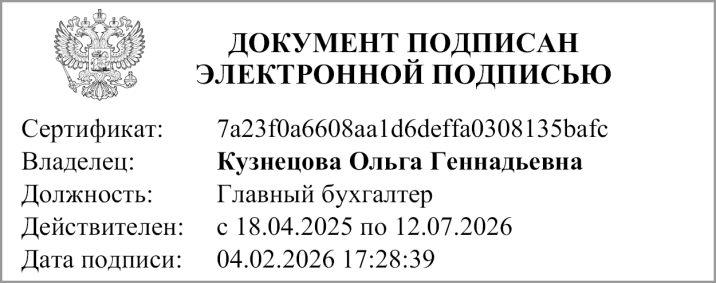 ДОКУМЕНТ ПОДПИСАН
ЭЛЕКТРОННОЙ ПОДПИСЬЮ
Сертификат: 7a23f0a6608aa1d6deffa0308135bafc
Владелец: Кузнецова Ольга Геннадьевна
Должность: Главный бухгалтер
Действителен: с 18.04.2025 по 12.07.2026
Дата подписи: 04.02.2026 17:28:39